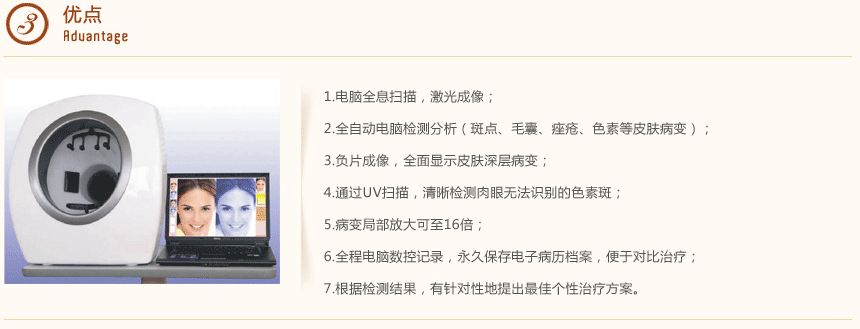 3
优点
Advantage
1.电脑全息扫描，激光成像；
2.全自动电脑检测分析（斑点、毛囊、痤疮、色素等皮肤病变）；
3.负片成像，全面显示皮肤深层病变；
4.通过UV扫描，清晰检测肉眼无法识别的色素斑；
5.病变局部放大可至16倍；
6.全程电脑数控记录，永久保存电子病历档案，便于对比治疗；
7.根据检测结果，有针对性地提出最佳个性治疗方案。